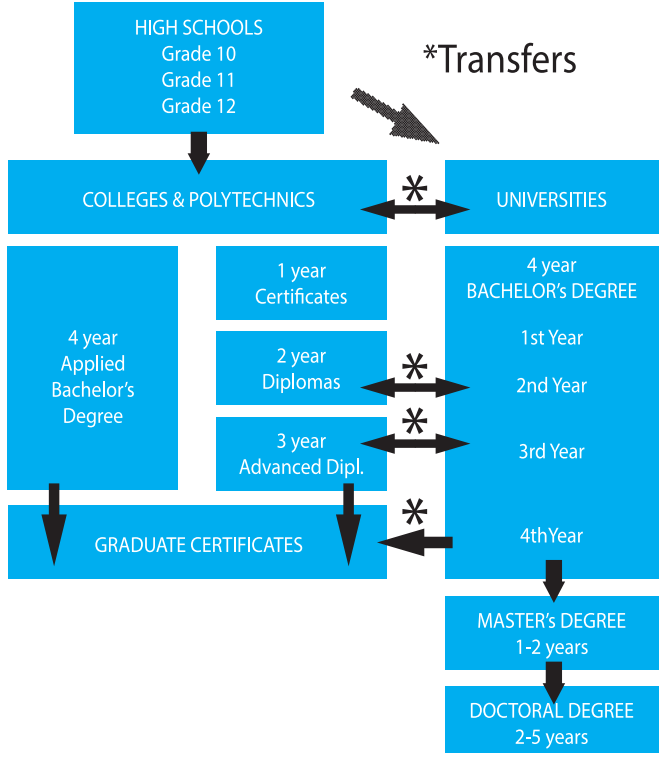 HIGH SCHOOLS
Grade 10
Grade 11
Grade 12
*Transfers
COLLEGES & POLYTECHNICS
*
UNIVERSITIES
4 year
Applied
Bachelor's
Degree
1 year
Certificates
2 year
Diplomas
*
3 year
Advanced Dipl.
*
4 year
BACHELOR's DEGREE
1st Year
2nd Year
3rd Year
4thYear
GRADUATE CERTIFICATES
*
MASTER's DEGREE
1-2 years
DOCTORAL DEGREE
2-5 years